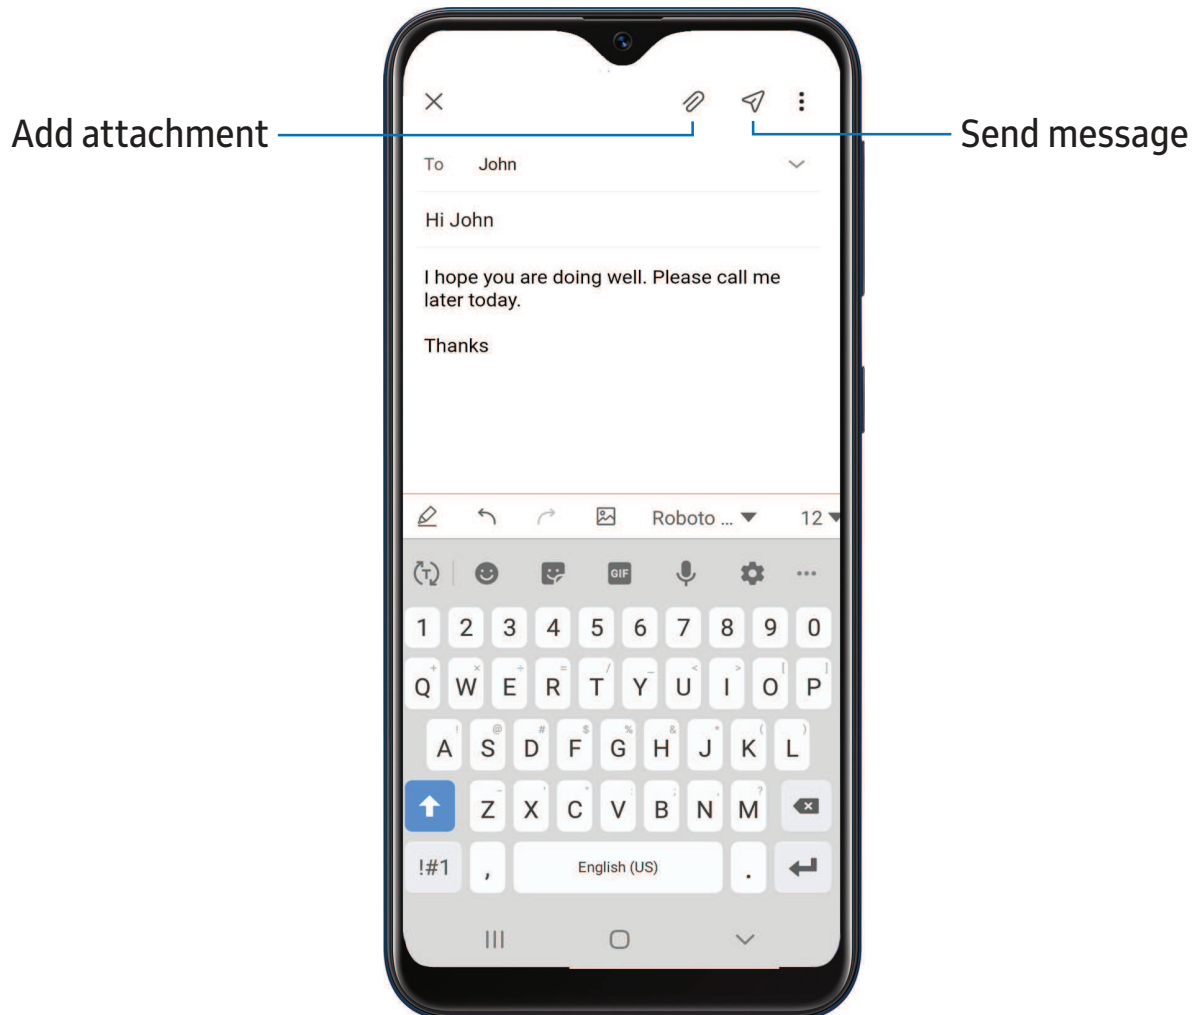 Add attachment
Send message
To John
Hi John
I hope you are doing well. Please call me
later today.
Thanks
Roboto ... 12
T GIF
1 2 3 4 5 6 7 8 9 0
+ × ÷ = / _ < > [ ]
Q W E R T Y U I O P
! @ # $ % & * ( )
A S D F G H J K L
- ' " : ; , ?
Z X C V B N M
!#1 , English (US) .